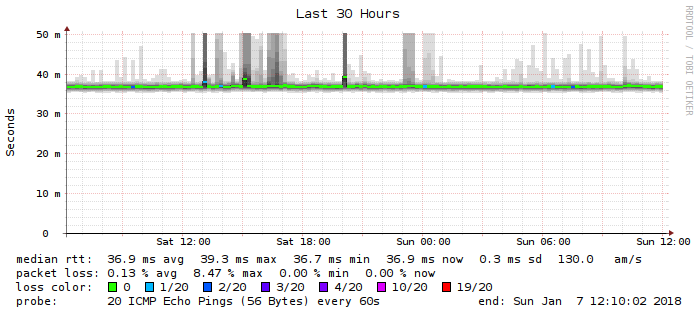 Last 30 Hours
RRDTOOL / TOBI OETIKER
Seconds
50 m
40 m
30 m
20 m
10 m
0
Sat 12:00 Sat 18:00 Sun 00:00 Sun 06:00 Sun 12:00
median rtt: 36.9 ms avg 39.3 ms max 36.7 ms min 36.9 ms now 0.3 ms sd 130.0 am/s
packet loss: 0.13 % avg 8.47 % max 0.00 % min 0.00 % now
loss color: 0 1/20 2/20 3/20 4/20 10/20 19/20
probe: 20 ICMP Echo Pings (56 Bytes) every 60s end: Sun Jan 7 12:10:02 2018